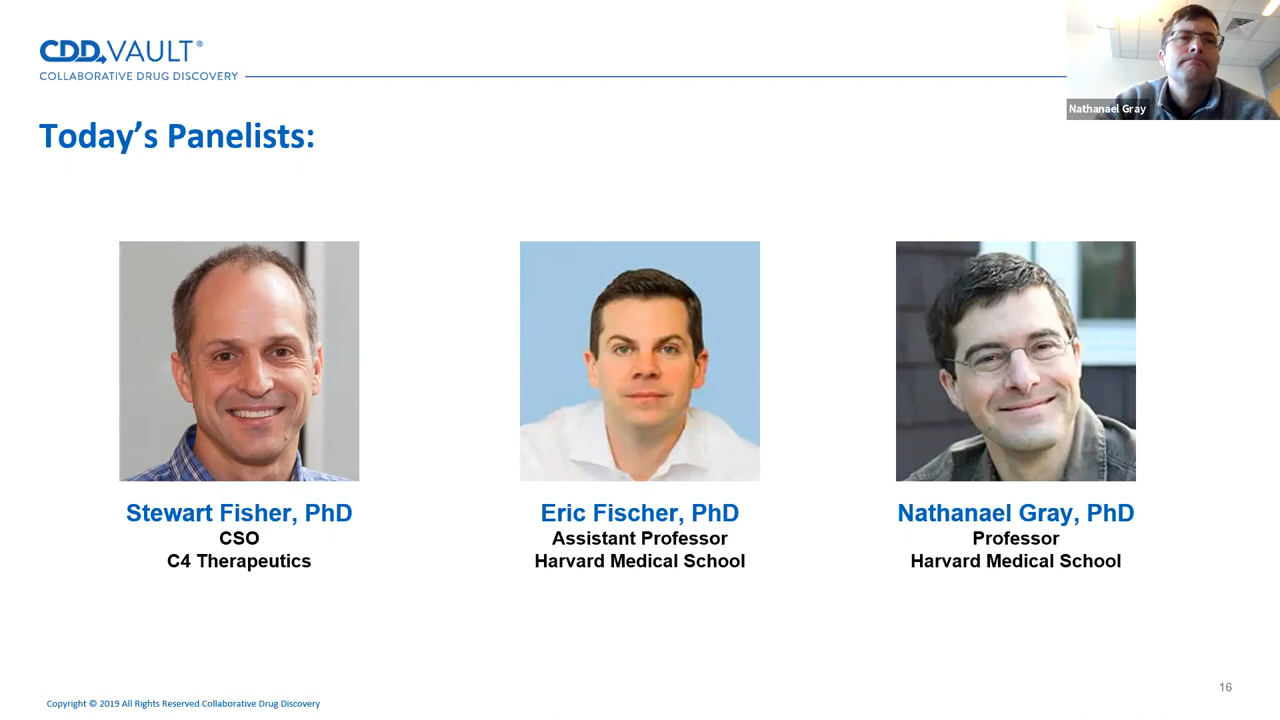 CDD VAULT®
COLLABORATIVE DRUG DISCOVERY
Nathanael Gray
Today's Panelists:
Stewart Fisher, PhD
CSO
C4 Therapeutics
Eric Fischer, PhD
Assistant Professor
Harvard Medical School
Nathanael Gray, PhD
Professor
Harvard Medical School
16
Copyright © 2019 All Rights Reserved Collaborative Drug Discovery